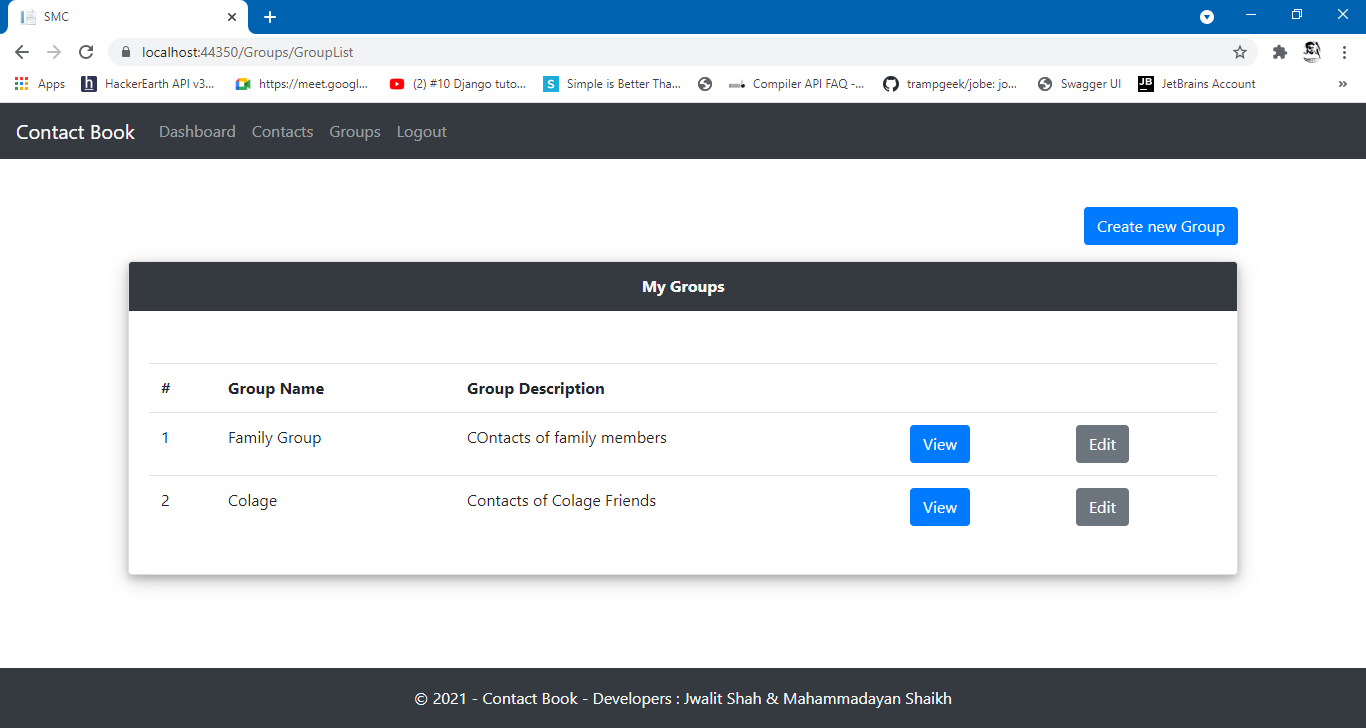 SMC
localhost:44350/Groups/GroupList
Apps HackerEarth API v3... https://meet.googl... (2) #10 Django tuto... S Simple is Better Tha... Compiler API FAQ -... trampgeek/jobe: jo... Swagger UI JetBrains Account »
Contact Book Dashboard Contacts Groups Logout
Create new Group
My Groups
# Group Name Group Description
1 Family Group COntacts of family members View Edit
2 Colage Contacts of Colage Friends View Edit
© 2021 - Contact Book - Developers : Jwalit Shah & Mahammadayan Shaikh